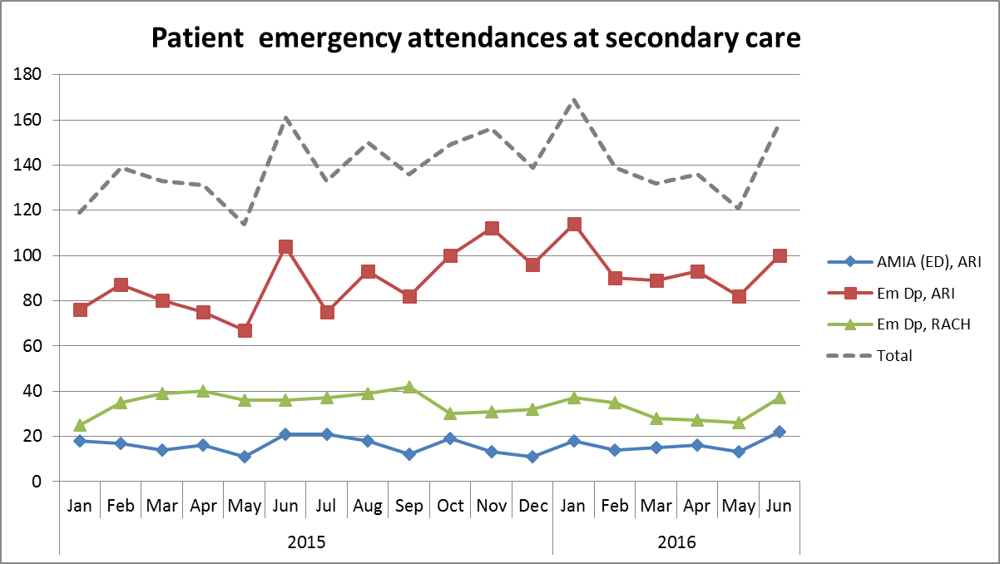 Patient  emergency attendances at secondary care
180
160
140
120
100
80
60
40
20
0
Jan Feb Mar Apr May Jun Jul Aug Sep Oct Nov Dec Jan Feb Mar Apr May Jun
2015 2016
AMIA (ED), ARI
Em Dp, ARI
Em Dp, RACH
Total